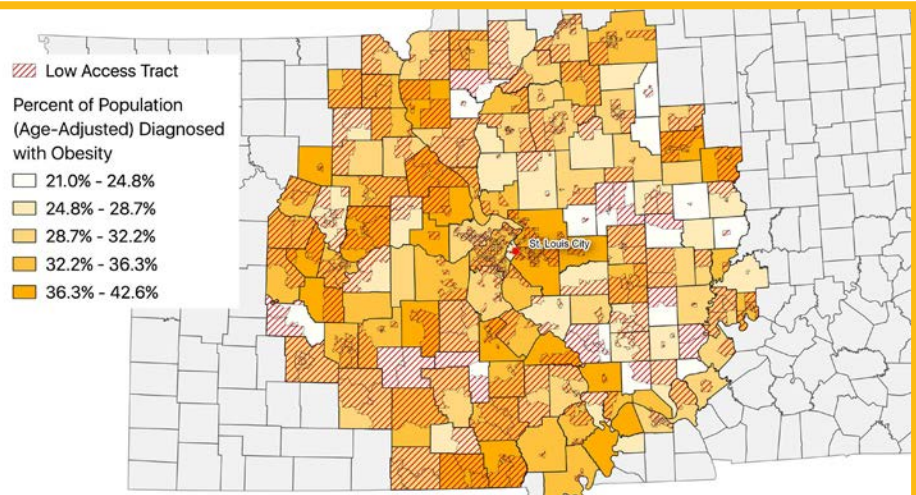 Low Access Tract
Percent of Population
(Age-Adjusted) Diagnosed
with Obesity
21.0% - 24.8%
24.8% - 28.7%
28.7% - 32.2%
32.2% - 36.3%
36.3% - 42.6%
St. Louis City